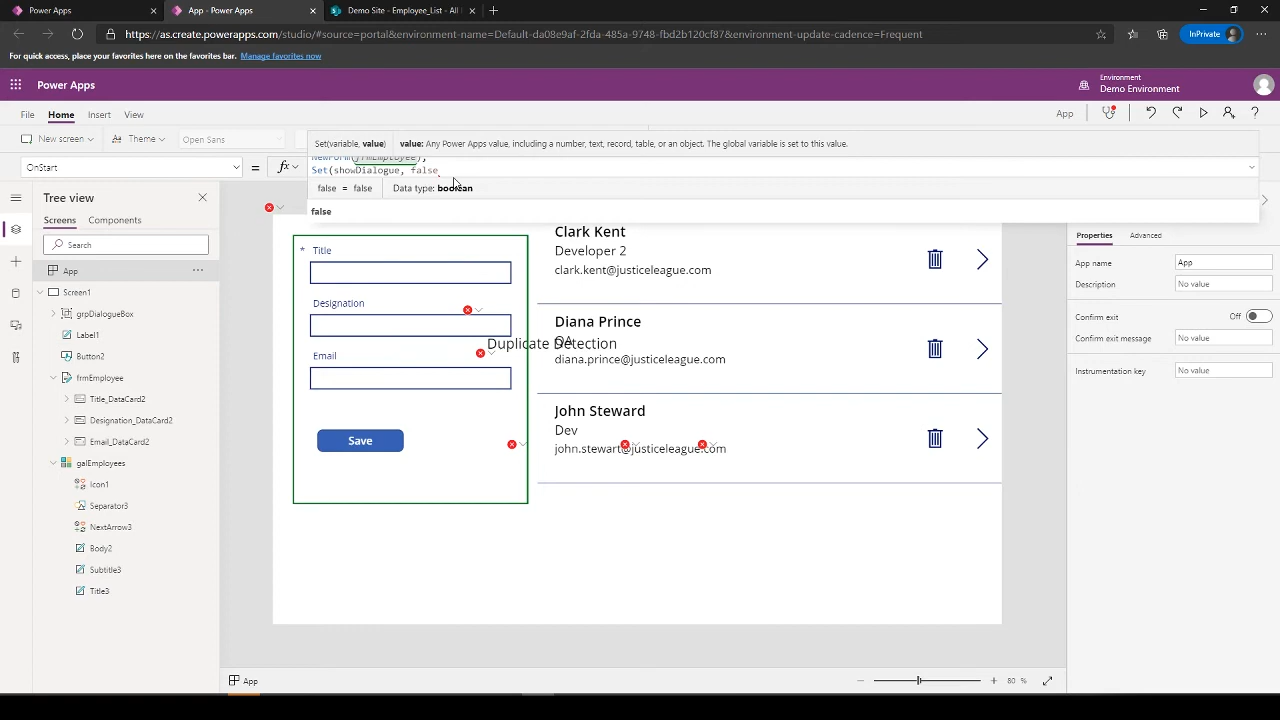 Power Apps
App - Power Apps
Demo Site - Employee_List - All I
https://as.create.powerapps.com/studio/#source=portal&environment-name=Default-da08e9af-2fda-485a-9748-fbd2b120cf87&environment-update-cadence=Frequent
InPrivate
For quick access, place your favorites here on the favorites bar. Manage favorites now
Power Apps
Environment
Demo Environment
File Home Insert View
App
New screen Theme Open Sans
Set(variable, value) value: Any Power Apps value, including a number, text, record, table, or an object. The global variable is set to this value.
OnStart = fx
NewForm(frmEmployee);
Set(showDialogue, false
false = false Data type: boolean
false
Tree view
Screens Components
Search
App
Screen1
grpDialogueBox
Label1
Button2
frmEmployee
Title_DataCard2
Designation_DataCard2
Email_DataCard2
galEmployees
Icon1
Separator3
NextArrow3
Body2
Subtitle3
Title3
* Title
Designation
Email
Save
Duplicate Detection
Clark Kent
Developer 2
clark.kent@justiceleague.com
Diana Prince
QA
diana.prince@justiceleague.com
John Steward
Dev
john.stewart@justiceleague.com
Properties Advanced
App name App
Description No value
Confirm exit Off
Confirm exit message No value
Instrumentation key No value
App
80 %